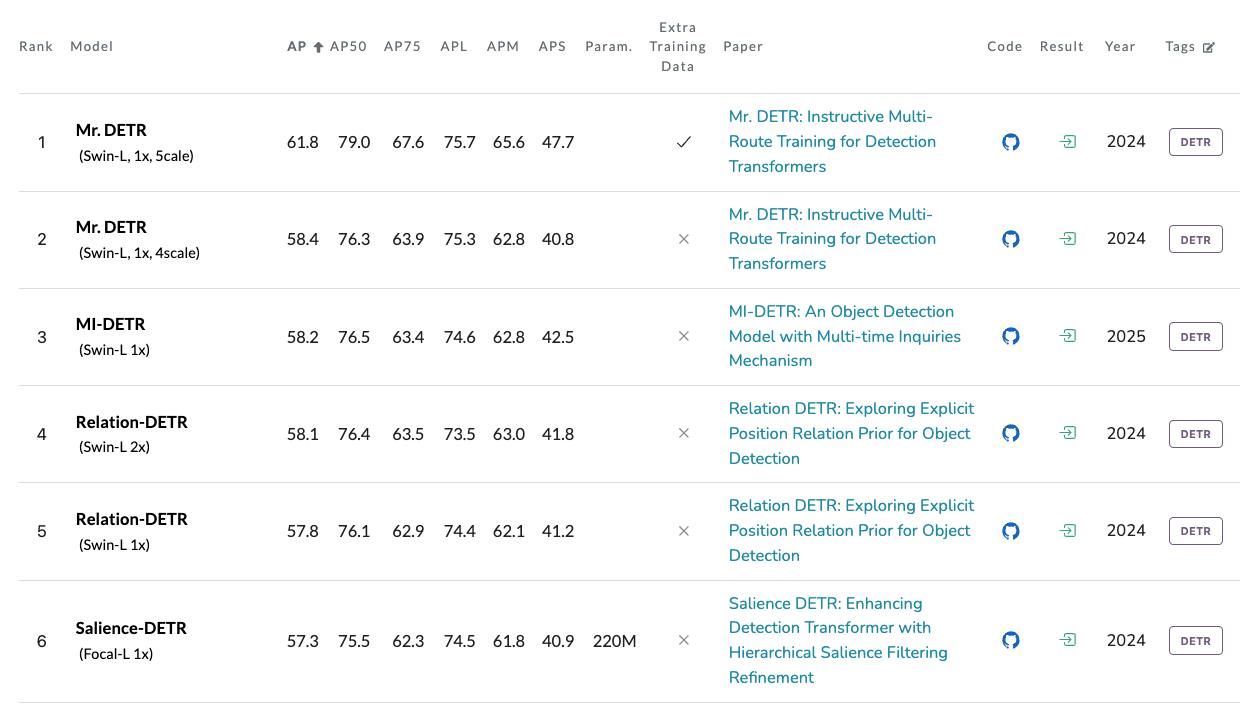 Rank Model AP AP50 AP75 APL APM APS Param. Extra Training Data Paper Code Result Year Tags
1 Mr. DETR 61.8 79.0 67.6 75.7 65.6 47.7 Mr. DETR: Instructive Multi-
(Swin-L, 1x, 5cale) Route Training for Detection 2024 DETR
Transformers
2 Mr. DETR 58.4 76.3 63.9 75.3 62.8 40.8 Mr. DETR: Instructive Multi-
(Swin-L, 1x, 4scale) Route Training for Detection 2024 DETR
Transformers
3 MI-DETR 58.2 76.5 63.4 74.6 62.8 42.5 MI-DETR: An Object Detection
(Swin-L 1x) Model with Multi-time Inquiries 2025 DETR
Mechanism
4 Relation-DETR 58.1 76.4 63.5 73.5 63.0 41.8 Relation DETR: Exploring Explicit
(Swin-L 2x) Position Relation Prior for Object 2024 DETR
Detection
5 Relation-DETR 57.8 76.1 62.9 74.4 62.1 41.2 Relation DETR: Exploring Explicit
(Swin-L 1x) Position Relation Prior for Object 2024 DETR
Detection
6 Salience-DETR 57.3 75.5 62.3 74.5 61.8 40.9 220M Salience DETR: Enhancing
(Focal-L 1x) Detection Transformer with 2024 DETR
Hierarchical Salience Filtering
Refinement